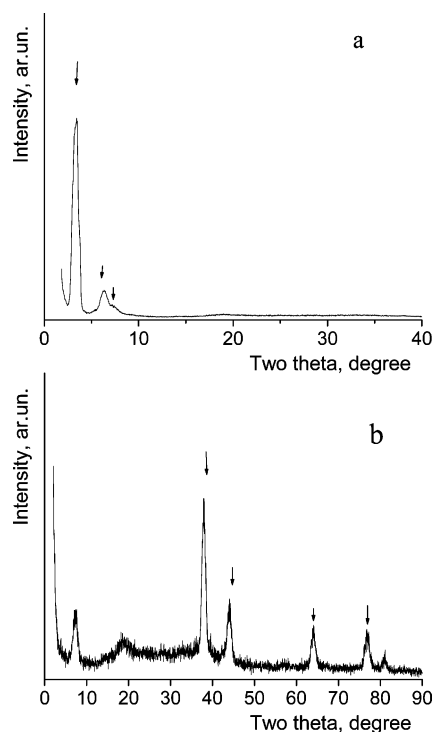 a
Intensity, ar.un.
0 10 20 30 40
Two theta, degree
b
Intensity, ar.un.
0 10 20 30 40 50 60 70 80 90
Two theta, degree